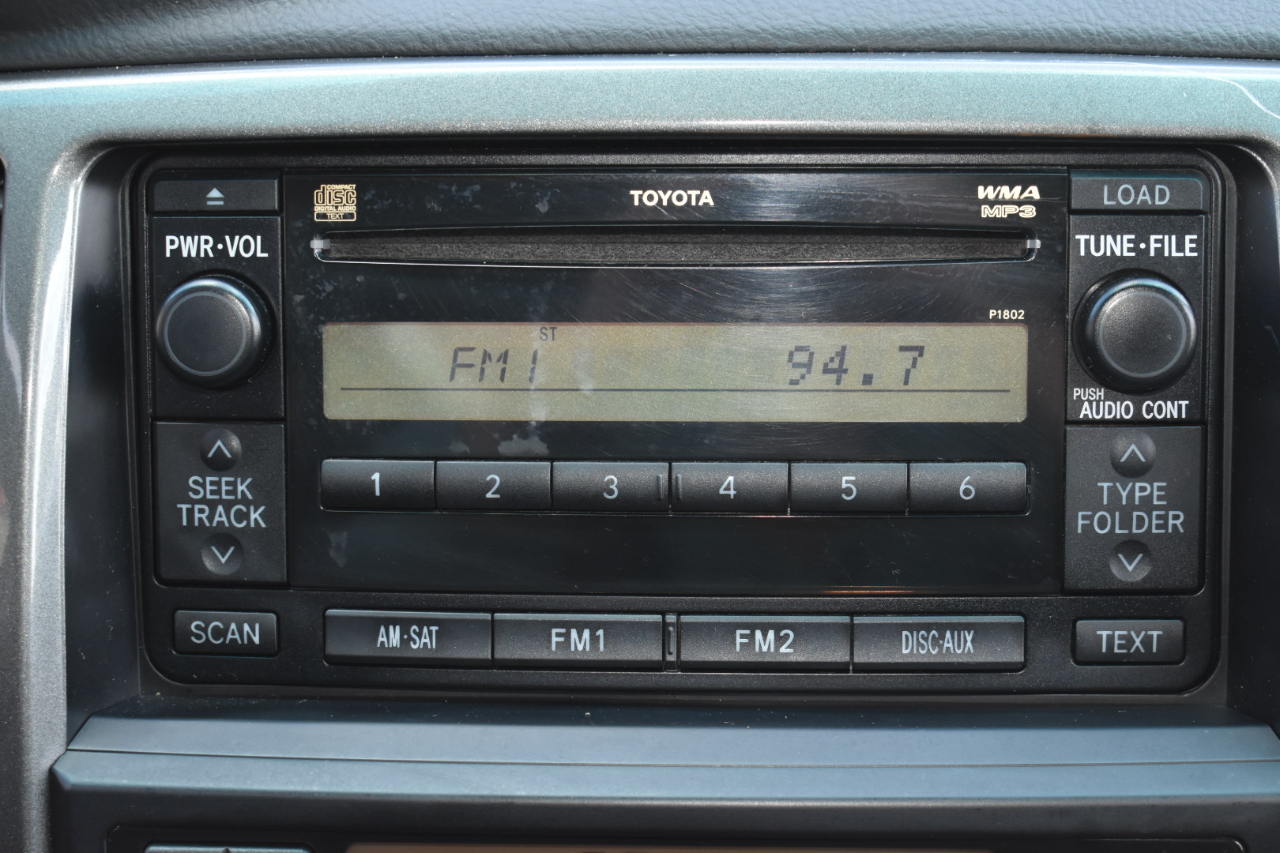 COMPACT
disc
DIGITAL AUDIO
TEXT
TOYOTA
WMA
MP3
LOAD
PWR•VOL
TUNE•FILE
P1802
ST
FM1 94.7
PUSH
AUDIO CONT
SEEK
TRACK
1 2 3 4 5 6
TYPE
FOLDER
SCAN
AM•SAT FM1 FM2 DISC•AUX
TEXT